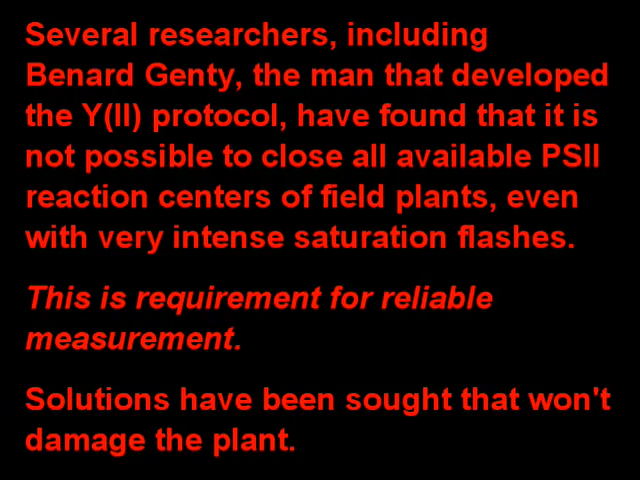 Several researchers, including
Benard Genty, the man that developed
the Y(II) protocol, have found that it is
not possible to close all available PSII
reaction centers of field plants, even
with very intense saturation flashes.
This is requirement for reliable
measurement.
Solutions have been sought that won't
damage the plant.